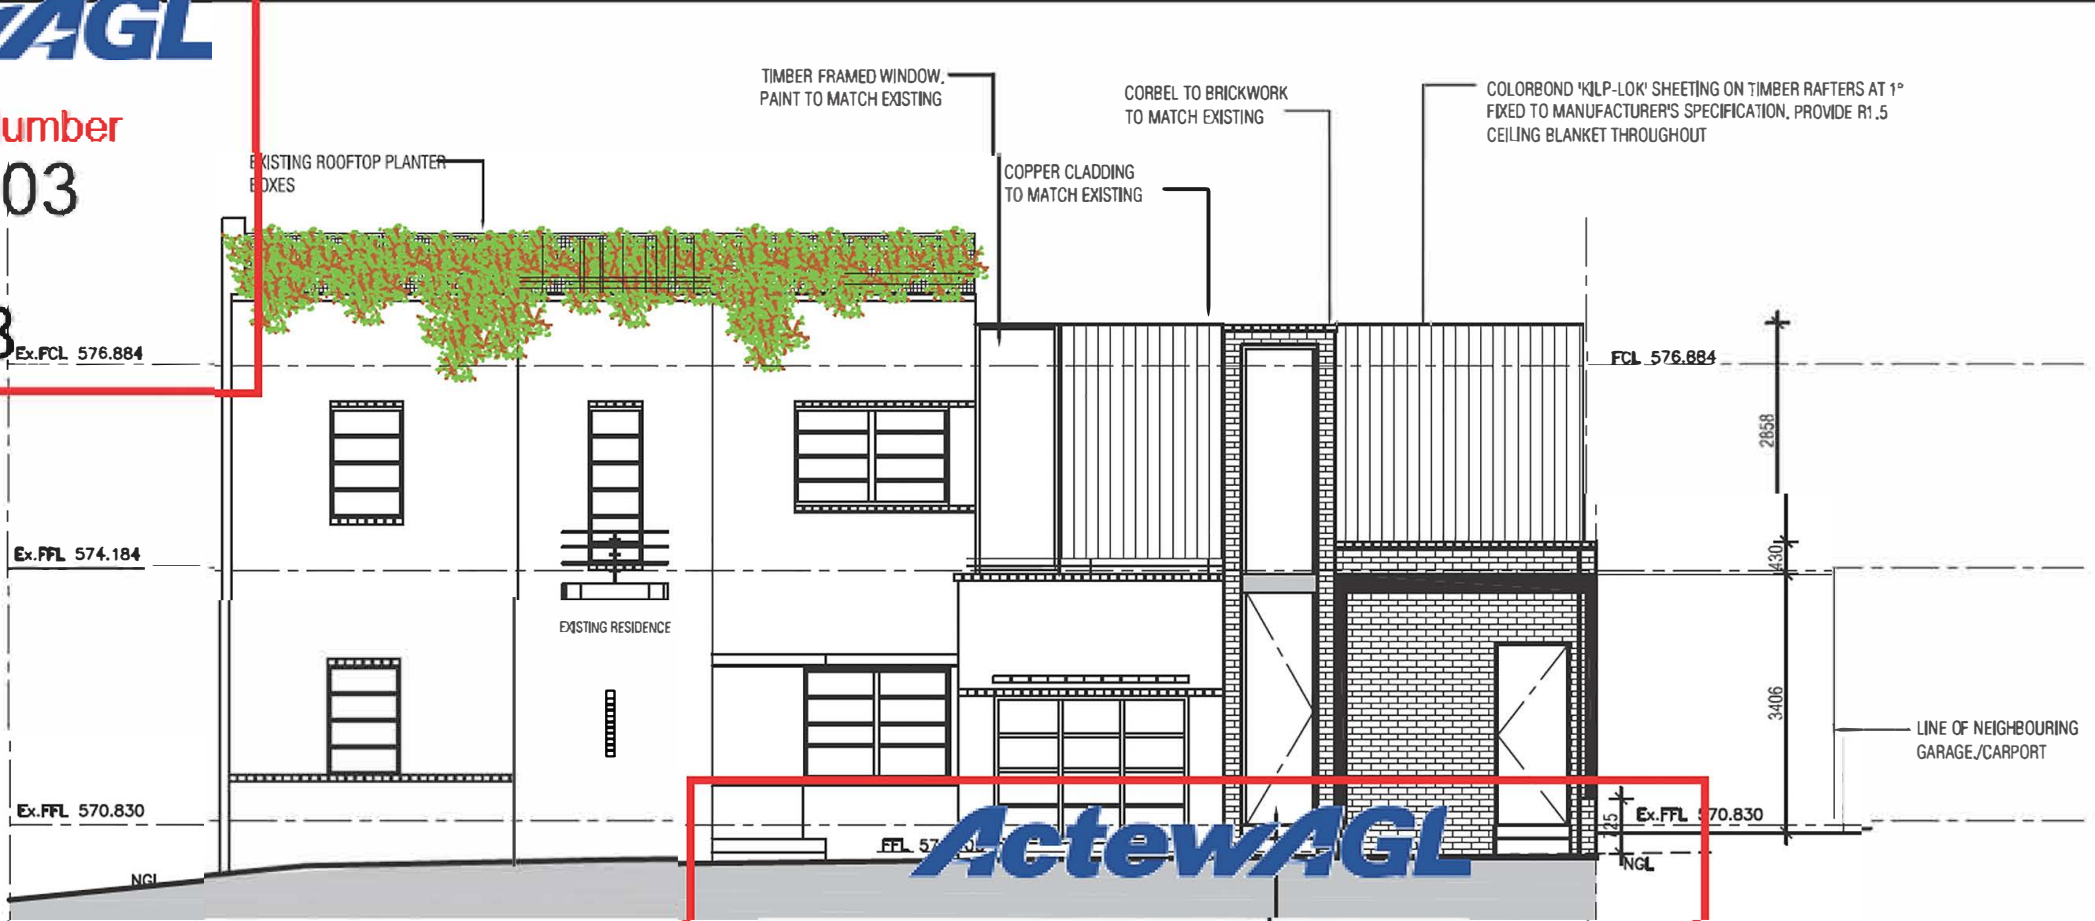 AGL
umber
03
TIMBER FRAMED WINDOW.
PAINT TO MATCH EXISTING
CORBEL TO BRICKWORK
TO MATCH EXISTING
COLORBOND 'KILP-LOK' SHEETING ON TIMBER RAFTERS AT 1°
FIXED TO MANUFACTURER'S SPECIFICATION, PROVIDE R1.5
CEILING BLANKET THROUGHOUT
EXISTING ROOFTOP PLANTER
BOXES
COPPER CLADDING
TO MATCH EXISTING
Ex.FCL 576.884
FCL 576.884
2858
Ex.FFL 574.184
430
EXISTING RESIDENCE
3406
LINE OF NEIGHBOURING
GARAGE./CARPORT
Ex.FFL 570.830
Ex.FFL 570.830
FFL
ActewAGL
NGL
NGL